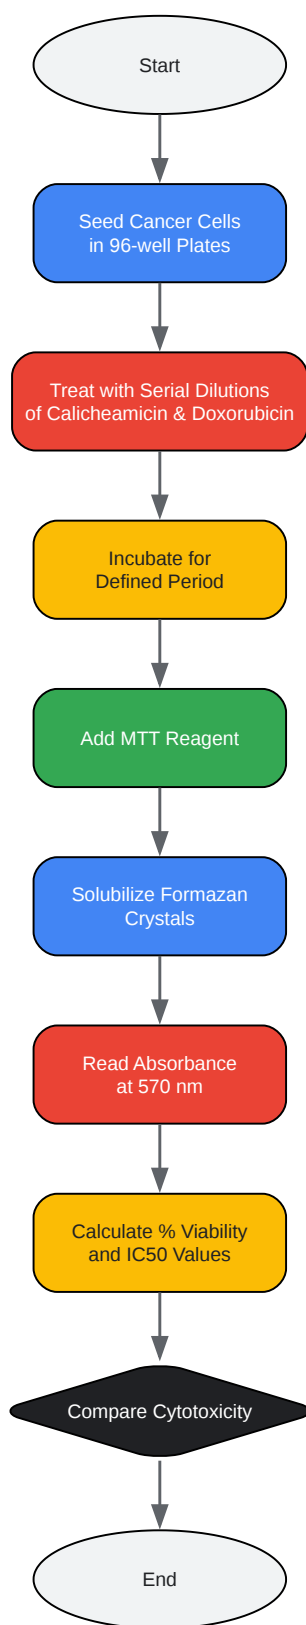 Start
Seed Cancer Cells
in 96-well Plates
Treat with Serial Dilutions
of Calicheamicin & Doxorubicin
Incubate for
Defined Period
Add MTT Reagent
Solubilize Formazan
Crystals
Read Absorbance
at 570 nm
Calculate % Viability
and IC50 Values
Compare Cytotoxicity
End